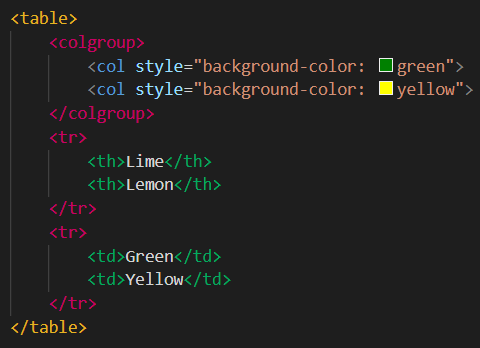 <table>
<colgroup>
<col style="background-color: green">
<col style="background-color: yellow">
</colgroup>
<tr>
<th>Lime</th>
<th>Lemon</th>
</tr>
<tr>
<td>Green</td>
<td>Yellow</td>
</tr>
</table>